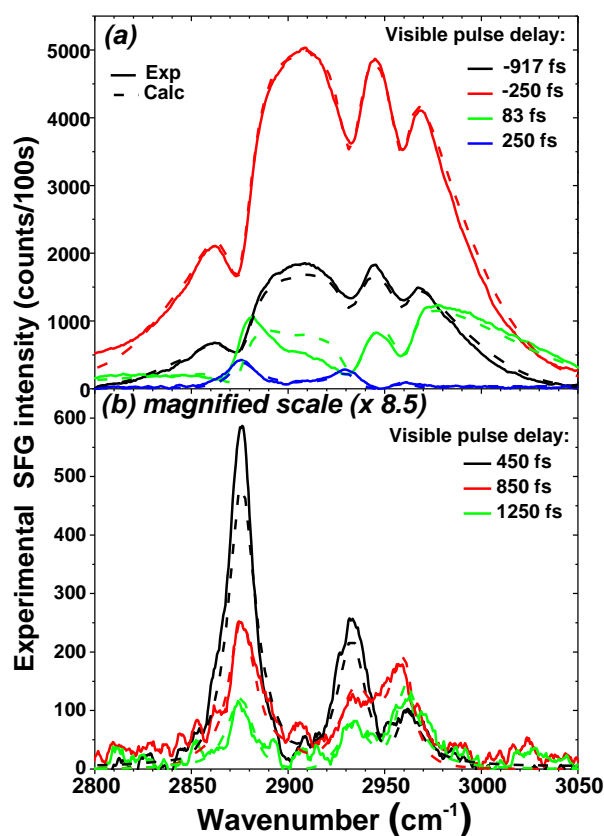 (a)
Visible pulse delay:
Exp
Calc
-917 fs
-250 fs
83 fs
250 fs
5000
4000
3000
2000
1000
0
Experimental SFG intensity (counts/100s)
(b) magnified scale (x 8.5)
Visible pulse delay:
450 fs
850 fs
1250 fs
600
500
400
300
200
100
0
2800 2850 2900 2950 3000 3050
Wavenumber (cm-1)